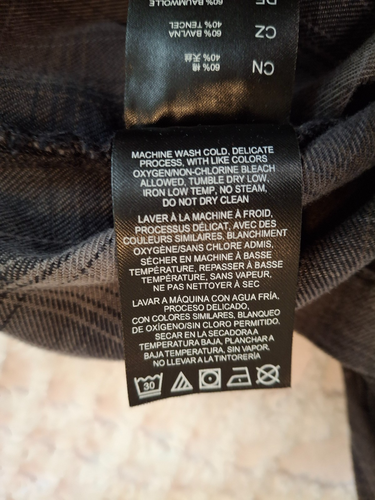 60% BAUMWOLLE
DE
40% TENCEL
60% BAVLNA
CZ
40% 天丝
60% 棉
CN
MACHINE WASH COLD, DELICATE
PROCESS, WITH LIKE COLORS
OXYGEN/NON-CHLORINE BLEACH
ALLOWED, TUMBLE DRY LOW,
IRON LOW TEMP, NO STEAM,
DO NOT DRY CLEAN
LAVER À LA MACHINE À FROID,
PROCESSUS DÉLICAT, AVEC DES
COULEURS SIMILAIRES, BLANCHIMENT
OXYGÈNE/SANS CHLORE ADMIS,
SÉCHER EN MACHINE À BASSE
TEMPÉRATURE, REPASSER À BASSE
TEMPÉRATURE, SANS VAPEUR,
NE PAS NETTOYER À SEC
LAVAR A MÁQUINA CON AGUA FRÍA,
PROCESO DELICADO,
CON COLORES SIMILARES, BLANQUEO
DE OXÍGENO/SIN CLORO PERMITIDO.
SECAR EN LA SECADORA A
TEMPERATURA BAJA, PLANCHAR A
BAJA TEMPERATURA, SIN VAPOR,
NO LLEVAR A LA TINTORERÍA
30